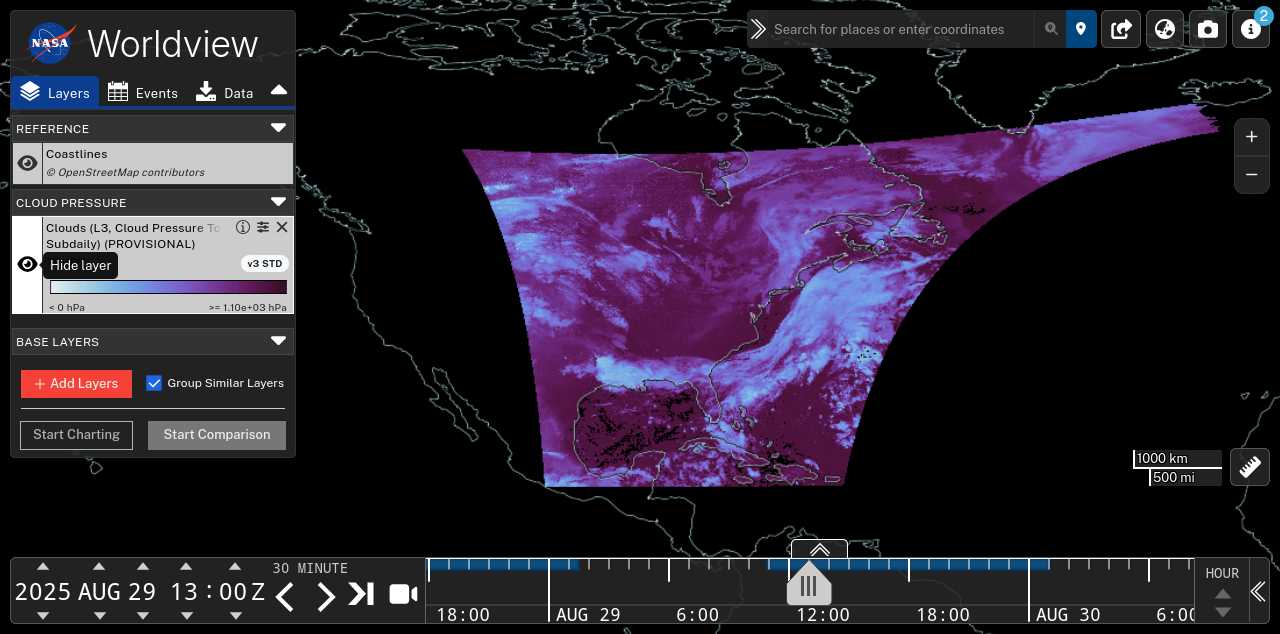 NASA
Worldview
Layers
Events
Data
REFERENCE
Coastlines
© OpenStreetMap contributors
CLOUD PRESSURE
Clouds (L3, Cloud Pressure To
Subdaily) (PROVISIONAL)
Hide layer
v3 STD
< 0 hPa
>= 1.10e+03 hPa
BASE LAYERS
+ Add Layers
Group Similar Layers
Start Charting
Start Comparison
Search for places or enter coordinates
2
+
−
1000 km
500 mi
2025 AUG 29 13 : 00 Z
30 MINUTE
18:00
AUG 29
6:00
12:00
18:00
AUG 30
6:00
HOUR